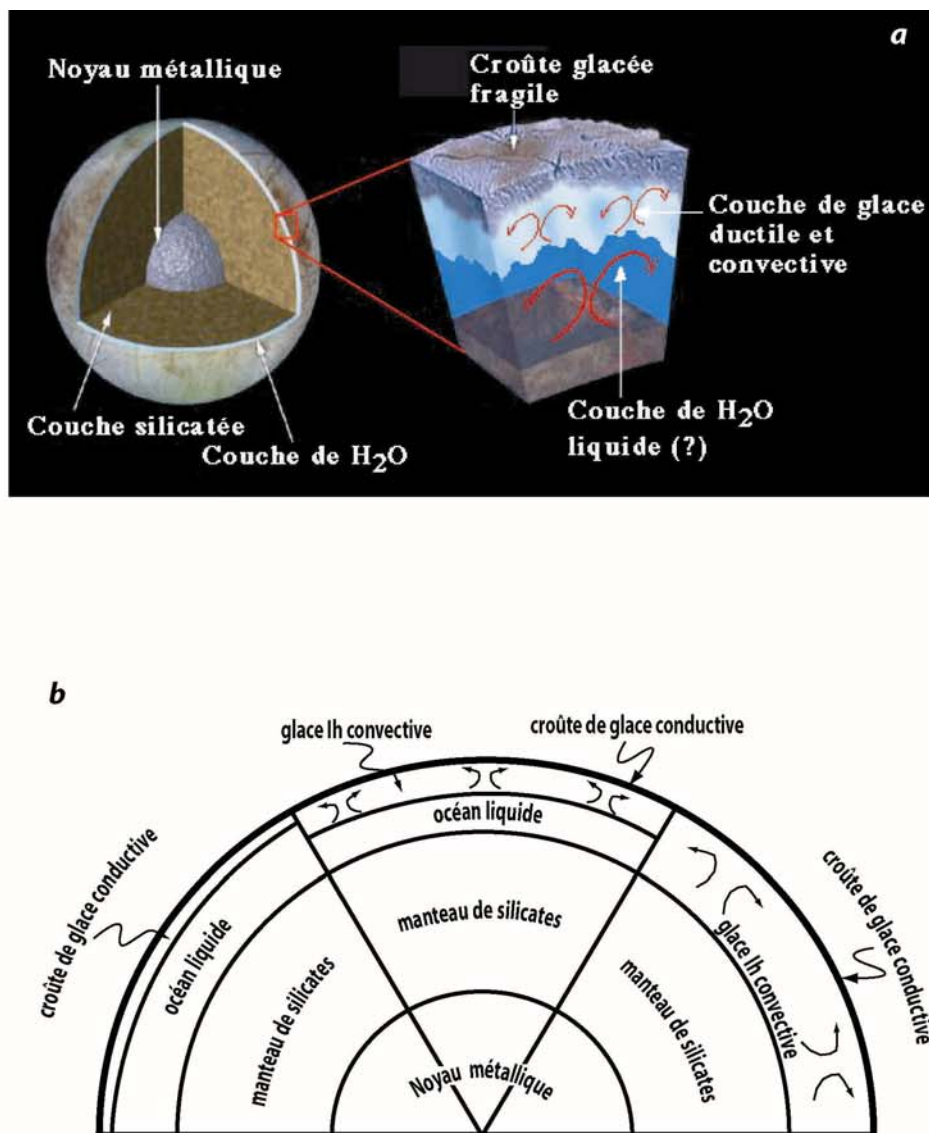 a
Noyau métallique
Croûte glacée
fragile
Couche de glace
ductile et
convective
Couche silicatée
Couche de H2O
Couche de H2O
liquide (?)
b
glace Ih convective
croûte de glace conductive
océan liquide
croûte de glace conductive
océan liquide
manteau de silicates
manteau de silicates
manteau de silicates
glace Ih convective
croûte de glace conductive
Noyau métallique